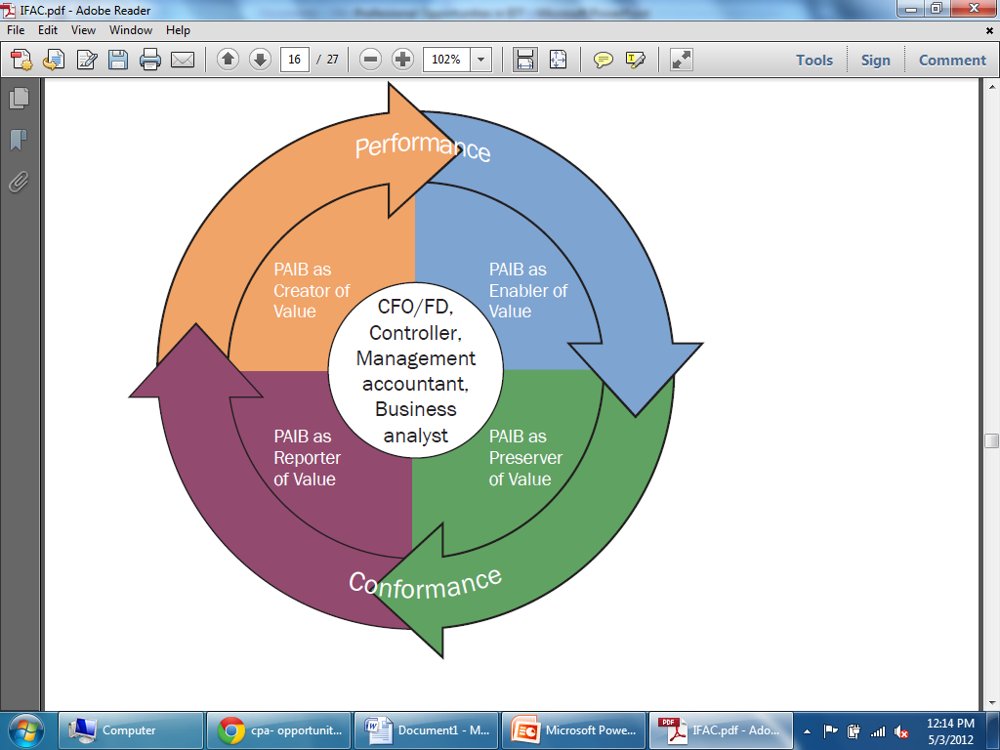 IFAC.pdf - Adobe Reader
File Edit View Window Help
16 / 27 102% Tools Sign Comment
Performance
PAIB as
Creator of
Value
PAIB as
Enabler of
Value
CFO/FD,
Controller,
Management
accountant,
Business
analyst
PAIB as
Reporter
of Value
PAIB as
Preserver
of Value
Conformance
Computer
cpa- opportunit...
Document1 - M...
Microsoft Powe...
PDF
IFAC.pdf - Ado...
12:14 PM
5/3/2012